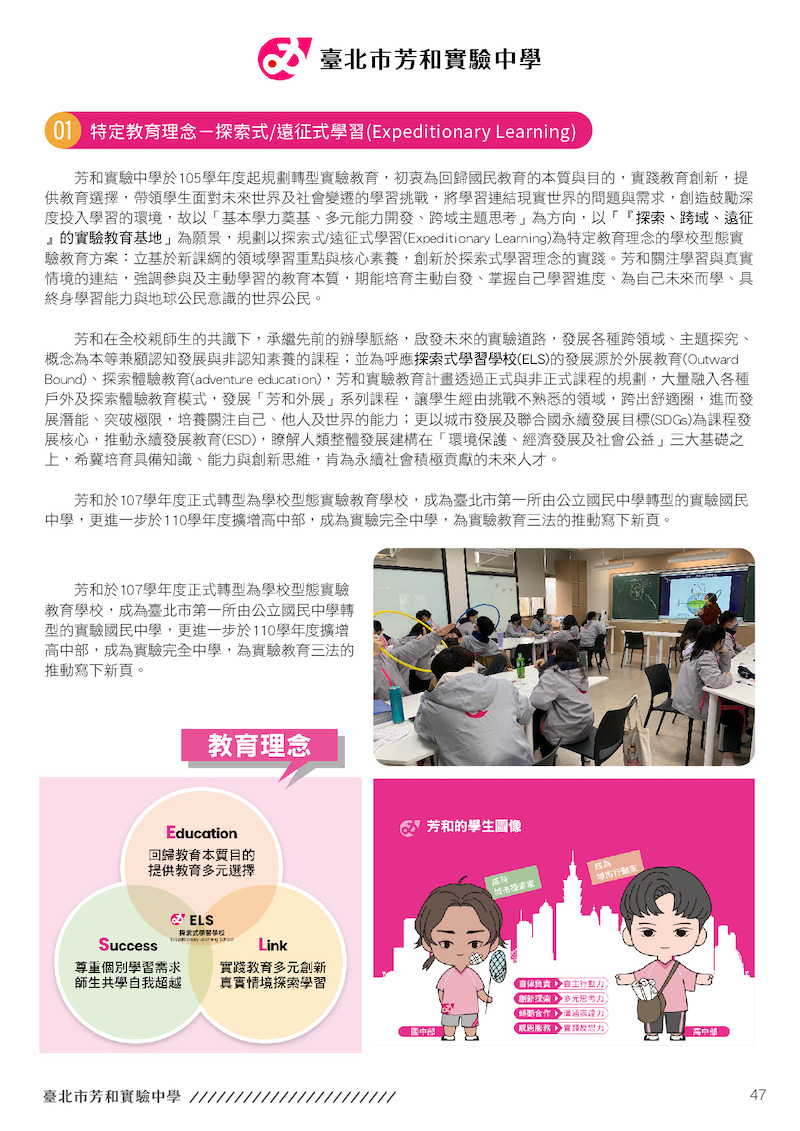 臺北市芳和實驗中學
01 特定教育理念－探索式/遠征式學習(Expeditionary Learning)
芳和實驗中學於105學年度起規劃轉型實驗教育，初衷為回歸國民教育的本質與目的，實踐教育創新，提
供教育選擇，帶領學生面對未來世界及社會變遷的學習挑戰，將學習連結現實世界的問題與需求，創造鼓勵深
度投入學習的環境，故以「基本學力奠基、多元能力開發、跨域主題思考」為方向，以「『探索、跨域、遠征
』的實驗教育基地」為願景，規劃以探索式/遠征式學習(Expeditionary Learning)為特定教育理念的學校型態實
驗教育方案：立基於新課綱的領域學習重點與核心素養，創新於探索式學習理念的實踐。芳和關注學習與真實
情境的連結，強調參與及主動學習的教育本質，期能培育主動自發、掌握自己學習進度、為自己未來而學、具
終身學習能力與地球公民意識的世界公民。
芳和在全校親師生的共識下，承繼先前的辦學脈絡，啟發未來的實驗道路，發展各種跨領域、主題探究、
概念為本等兼顧認知發展與非認知素養的課程；並為呼應探索式學習學校(ELS)的發展源於外展教育(Outward
Bound)、探索體驗教育(adventure education)，芳和實驗教育計畫透過正式與非正式課程的規劃，大量融入各種
戶外及探索體驗教育模式，發展「芳和外展」系列課程，讓學生經由挑戰不熟悉的領域，跨出舒適圈，進而發
展潛能、突破極限，培養關注自己、他人及世界的能力；更以城市發展及聯合國永續發展目標(SDGs)為課程發
展核心，推動永續發展教育(ESD)，瞭解人類整體發展建構在「環境保護、經濟發展及社會公益」三大基礎之
上，希冀培育具備知識、能力與創新思維，肯為永續社會積極貢獻的未來人才。
芳和於107學年度正式轉型為學校型態實驗教育學校，成為臺北市第一所由公立國民中學轉型的實驗國民
中學，更進一步於110學年度擴增高中部，成為實驗完全中學，為實驗教育三法的推動寫下新頁。
芳和於107學年度正式轉型為學校型態實驗
教育學校，成為臺北市第一所由公立國民中學轉
型的實驗國民中學，更進一步於110學年度擴增
高中部，成為實驗完全中學，為實驗教育三法的
推動寫下新頁。
教育理念
Education
回歸教育本質目的
提供教育多元選擇
ELS
探索式學習學校
Expeditionary Learning School
Success
尊重個別學習需求
師生共學自我超越
Link
實踐教育多元創新
真實情境探索學習
芳和的學生圖像
成為
城市探索家
成為
城市行動家
自律負責 自主行動力
創新探索 多元思考力
傾聽合作 溝通表達力
感恩服務 實踐反思力
國中部
高中部
臺北市芳和實驗中學
47